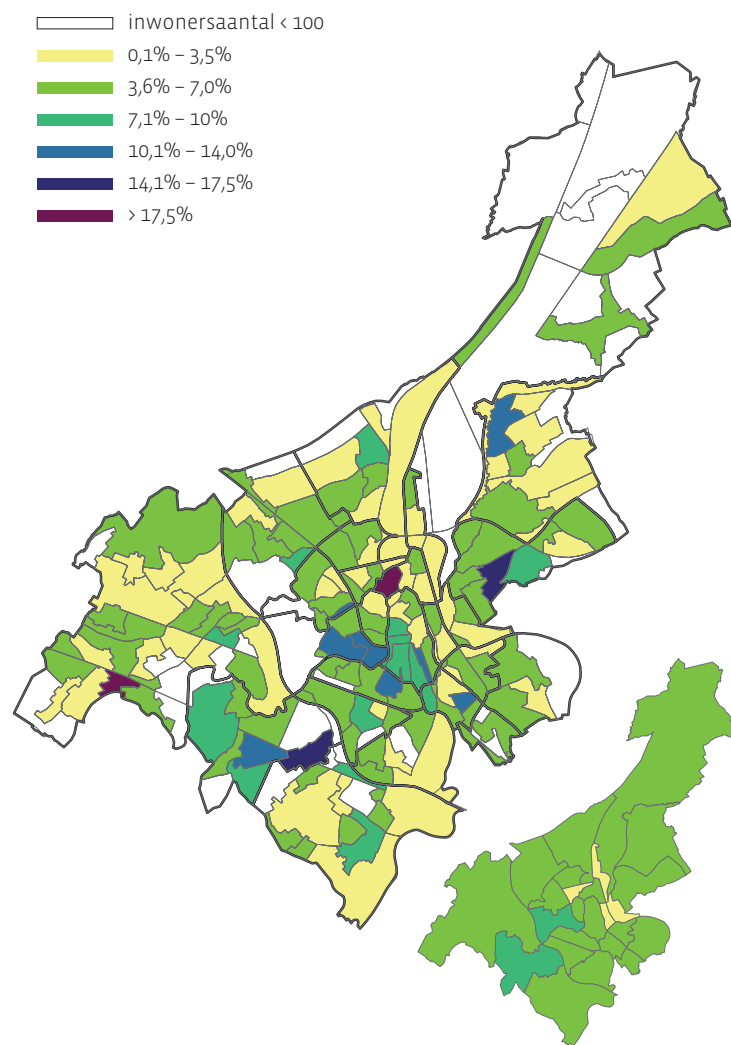 inwonersaantal < 100
0,1% – 3,5%
3,6% – 7,0%
7,1% – 10%
10,1% – 14,0%
14,1% – 17,5%
> 17,5%